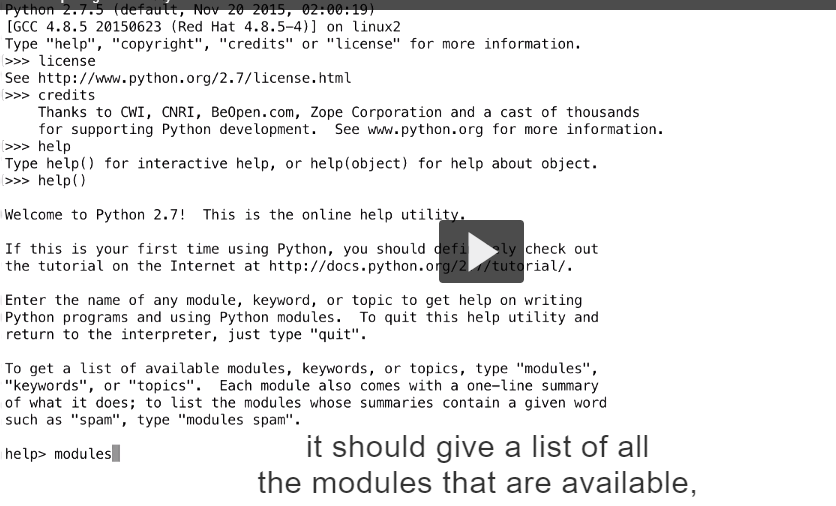 Python 2.7.5 (default, Nov 20 2015, 02:00:19)
[GCC 4.8.5 20150623 (Red Hat 4.8.5-4)] on linux2
Type "help", "copyright", "credits" or "license" for more information.
>>> license
See http://www.python.org/2.7/license.html
>>> credits
    Thanks to CWI, CNRI, BeOpen.com, Zope Corporation and a cast of thousands
    for supporting Python development.  See www.python.org for more information.
>>> help
Type help() for interactive help, or help(object) for help about object.
>>> help()
Welcome to Python 2.7!  This is the online help utility.
If this is your first time using Python, you should definitely check out
the tutorial on the Internet at http://docs.python.org/2.7/tutorial/.
Enter the name of any module, keyword, or topic to get help on writing
Python programs and using Python modules.  To quit this help utility and
return to the interpreter, just type "quit".
To get a list of available modules, keywords, or topics, type "modules",
"keywords", or "topics".  Each module also comes with a one-line summary
of what it does; to list the modules whose summaries contain a given word
such as "spam", type "modules spam".
help> modules
it should give a list of all
the modules that are available,